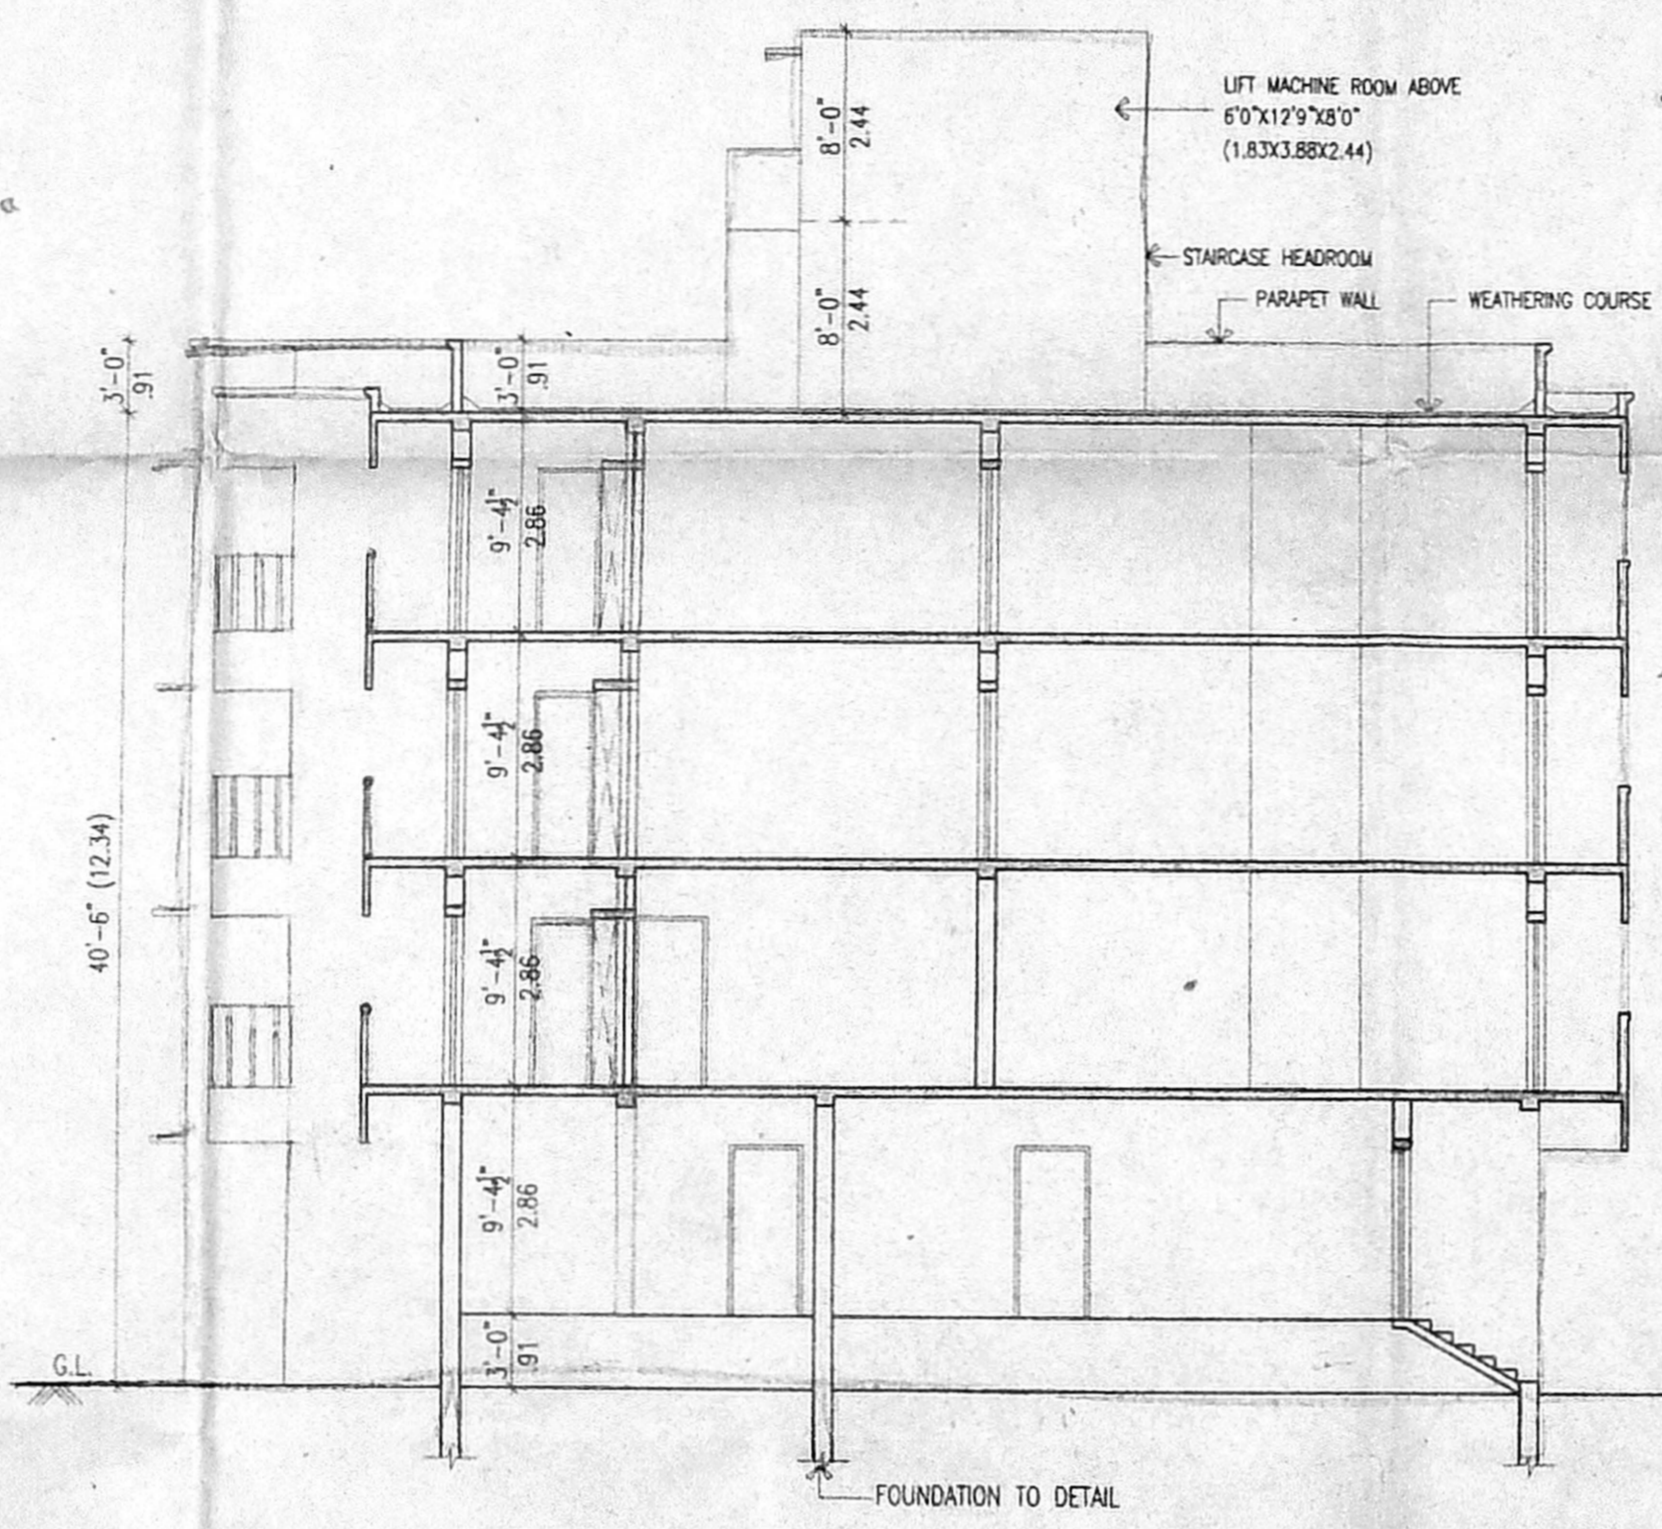 8'-0"
2.44
LIFT MACHINE ROOM ABOVE
6'0"X12'9"X8'0"
(1.83X3.88X2.44)
STAIRCASE HEADROOM
8'-0"
2.44
PARAPET WALL
WEATHERING COURSE
3'-0"
.91
3'-0"
.91
9'-4½"
2.86
9'-4½"
2.86
40'-6" (12.34)
9'-4½"
2.86
9'-4½"
2.86
3'-0"
.91
G.L.
FOUNDATION TO DETAIL